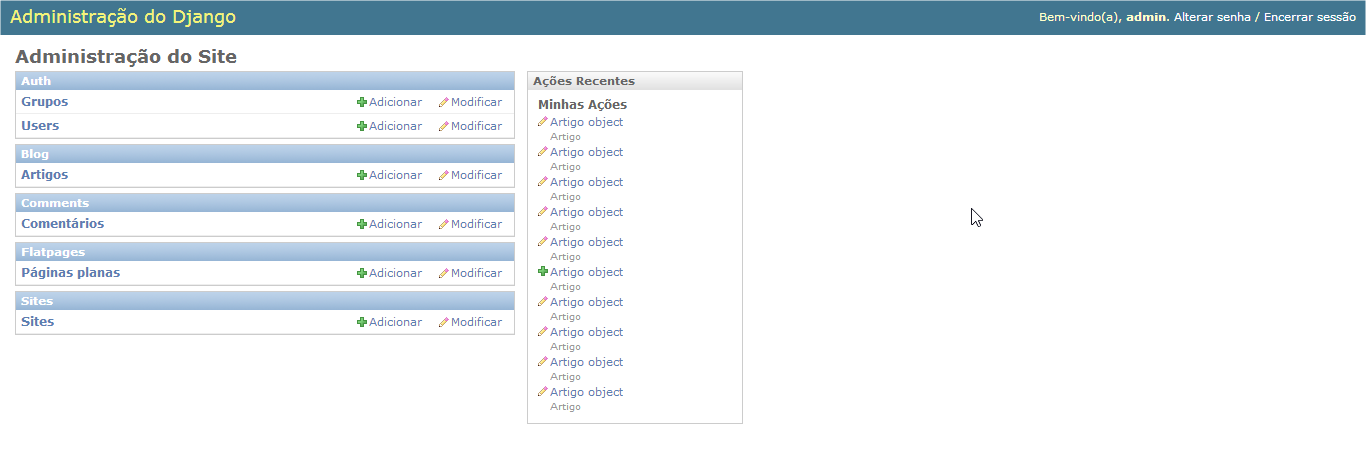 Administração do Django
Bem-vindo(a), admin. Alterar senha / Encerrar sessão
Administração do Site
Auth
Grupos Adicionar Modificar
Users Adicionar Modificar
Blog
Artigos Adicionar Modificar
Comments
Comentários Adicionar Modificar
Flatpages
Páginas planas Adicionar Modificar
Sites
Sites Adicionar Modificar
Ações Recentes
Minhas Ações
Artigo object
Artigo
Artigo object
Artigo
Artigo object
Artigo
Artigo object
Artigo
Artigo object
Artigo
Artigo object
Artigo
Artigo object
Artigo
Artigo object
Artigo
Artigo object
Artigo
Artigo object
Artigo